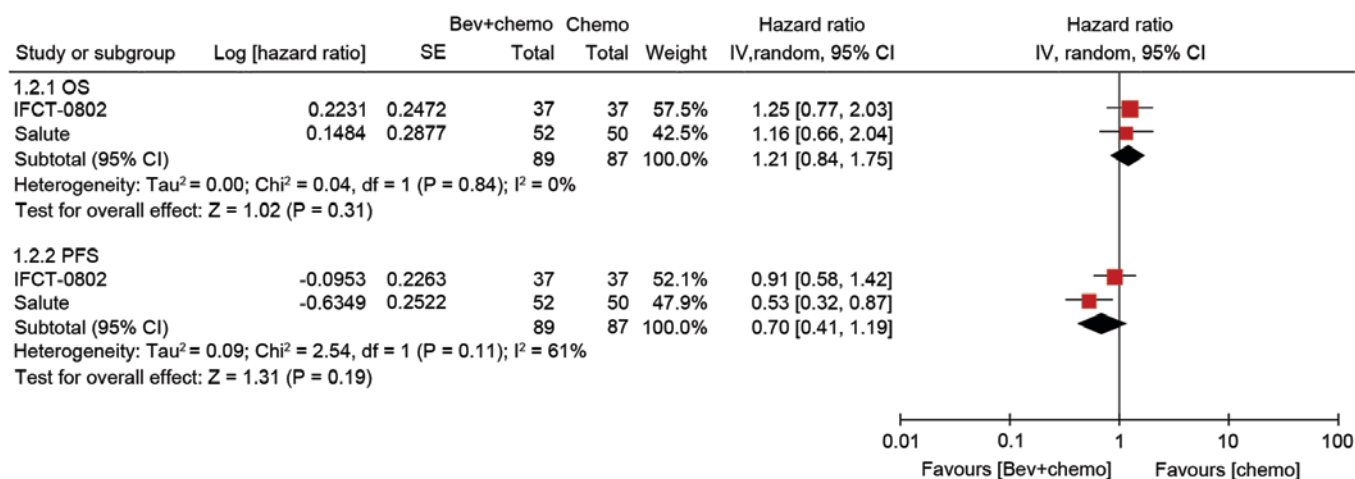 Bev+chemo Chemo Hazard ratio Hazard ratio
Study or subgroup Log [hazard ratio] SE Total Total Weight IV,random, 95% CI IV, random, 95% CI
1.2.1 OS
IFCT-0802 0.2231 0.2472 37 37 57.5% 1.25 [0.77, 2.03]
Salute 0.1484 0.2877 52 50 42.5% 1.16 [0.66, 2.04]
Subtotal (95% CI) 89 87 100.0% 1.21 [0.84, 1.75]
Heterogeneity: Tau² = 0.00; Chi² = 0.04, df = 1 (P = 0.84); I² = 0%
Test for overall effect: Z = 1.02 (P = 0.31)
1.2.2 PFS
IFCT-0802 -0.0953 0.2263 37 37 52.1% 0.91 [0.58, 1.42]
Salute -0.6349 0.2522 52 50 47.9% 0.53 [0.32, 0.87]
Subtotal (95% CI) 89 87 100.0% 0.70 [0.41, 1.19]
Heterogeneity: Tau² = 0.09; Chi² = 2.54, df = 1 (P = 0.11); I² = 61%
Test for overall effect: Z = 1.31 (P = 0.19)
0.01 0.1 1 10 100
Favours [Bev+chemo] Favours [chemo]